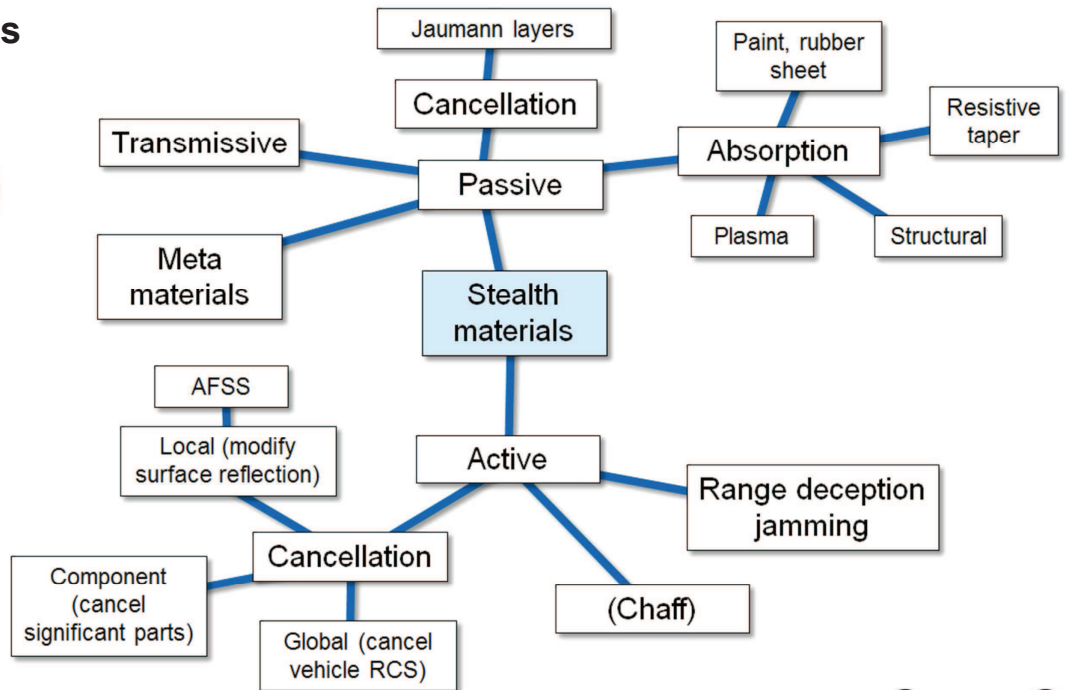 s
Jaumann layers
Paint, rubber
sheet
Cancellation
Resistive
taper
Transmissive
Absorption
Passive
Plasma
Structural
Meta
materials
Stealth
materials
AFSS
Local (modify
surface reflection)
Active
Range deception
jamming
Cancellation
Component
(cancel
significant parts)
(Chaff)
Global (cancel
vehicle RCS)